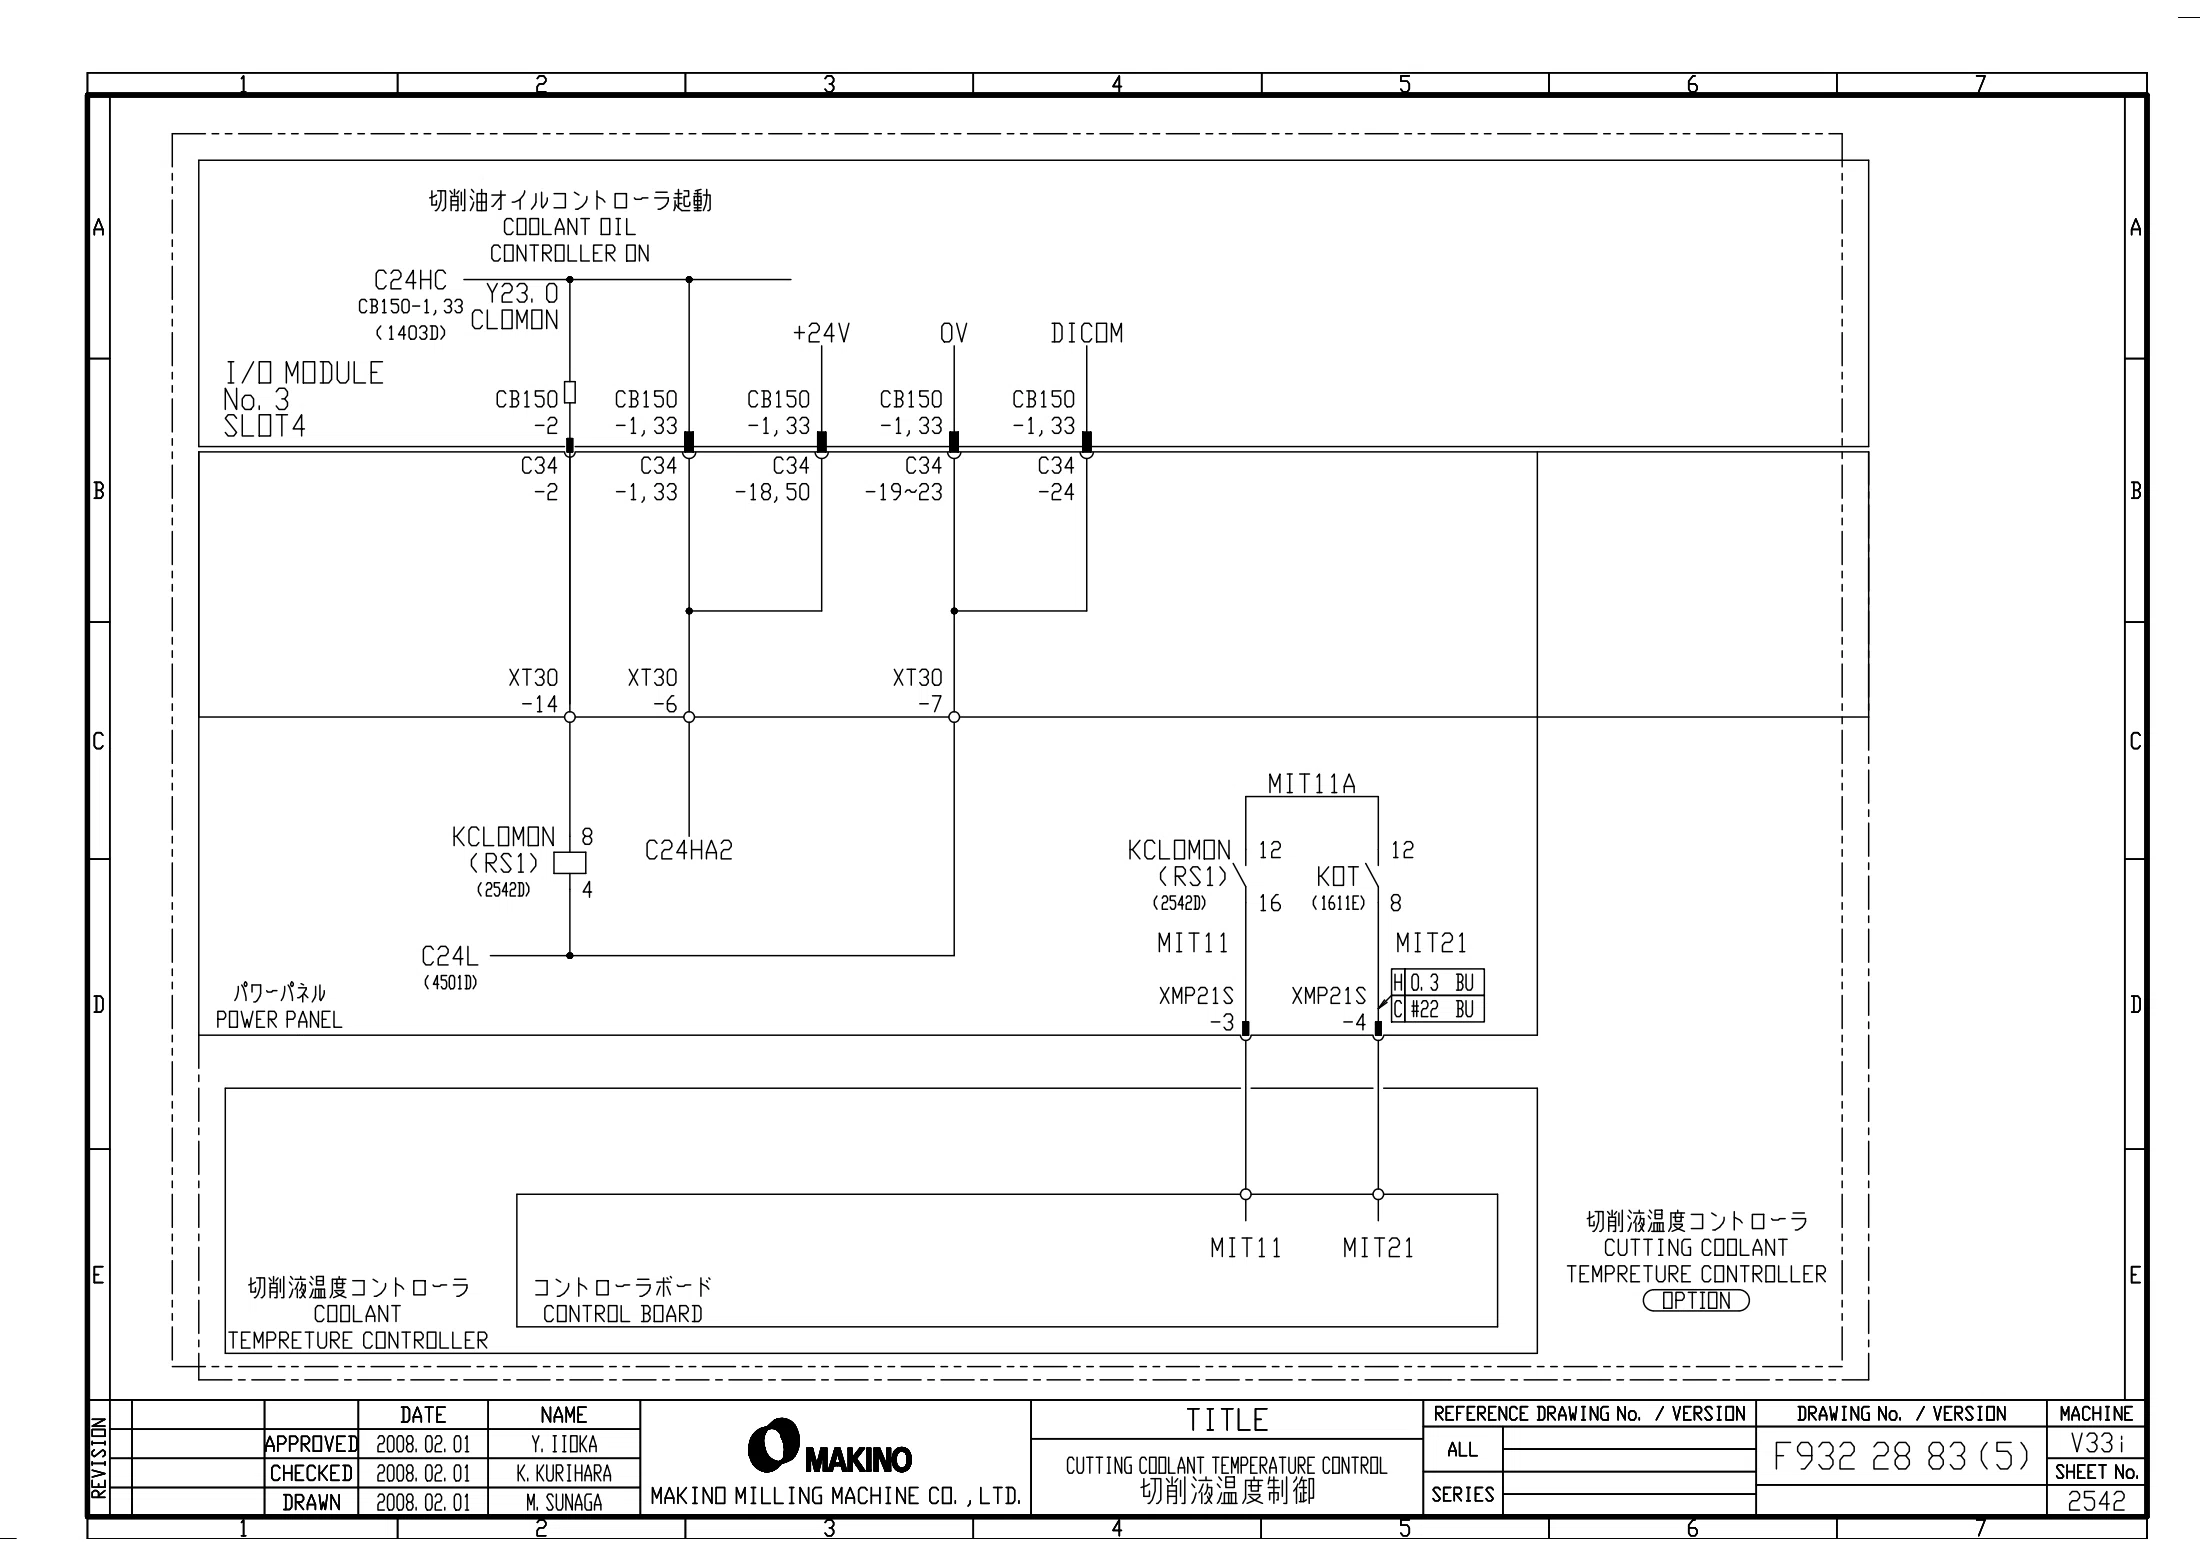 1 2 3 4 5 6 7
A A
B B
C C
D D
E E
切削油オイルコントローラ起動
COOLANT OIL
CONTROLLER ON
C24HC
CB150-1,33
(1403D)
Y23.0
CLOMON
+24V 0V DICOM
I/O MODULE
No.3
SLOT4
CB150 CB150 CB150 CB150 CB150
-2 -1,33 -1,33 -1,33 -1,33
C34 C34 C34 C34 C34
-2 -1,33 -18,50 -19~23 -24
XT30 XT30 XT30
-14 -6 -7
MIT11A
KCLOMON 8
(RS1)
(2542D) 4
C24HA2
KCLOMON 12
(RS1)
(2542D) 16
12
KOT
(1611E) 8
MIT11 MIT21
C24L
(4501D)
H 0.3 BU
C #22 BU
XMP21S XMP21S
-3 -4
パワーパネル
POWER PANEL
MIT11 MIT21
切削液温度コントローラ
COOLANT
TEMPRETURE CONTROLLER
コントローラボード
CONTROL BOARD
切削液温度コントローラ
CUTTING COOLANT
TEMPRETURE CONTROLLER
OPTION
REVISION
DATE NAME
APPROVED 2008.02.01 Y.IIOKA
CHECKED 2008.02.01 K.KURIHARA
DRAWN 2008.02.01 M.SUNAGA
MAKINO
MAKINO MILLING MACHINE CO.,LTD.
TITLE
CUTTING COOLANT TEMPERATURE CONTROL
切削液温度制御
REFERENCE DRAWING No. / VERSION
ALL
SERIES
DRAWING No. / VERSION
F932 28 83(5)
MACHINE
V33i
SHEET No.
2542
1 2 3 4 5 6 7